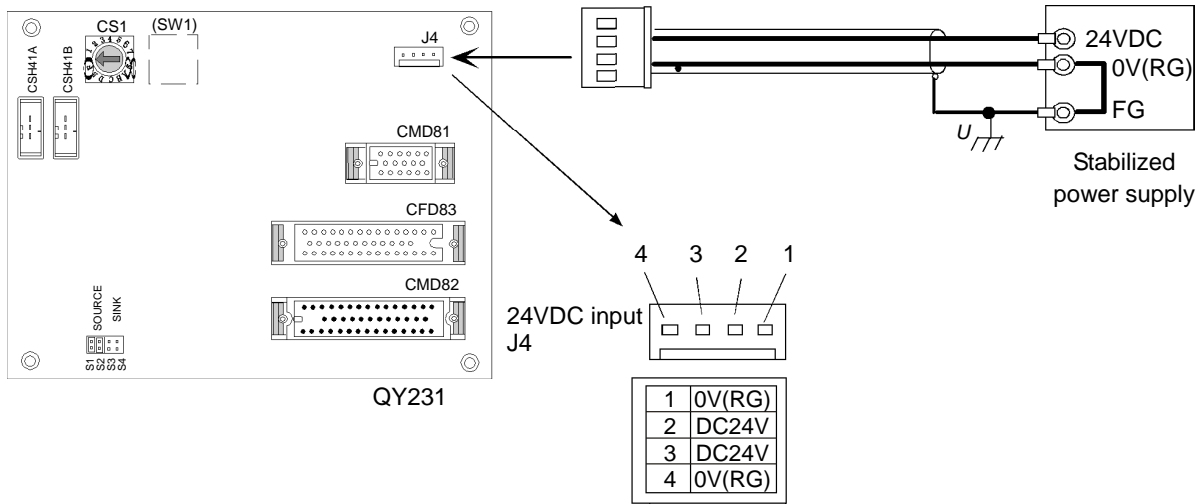 CS1
(SW1)
CSH41A
CSH41B
J4
24VDC
0V(RG)
FG
U
Stabilized
power supply
CMD81
CFD83
CMD82
SOURCE
SINK
S1
S2
S3
S4
QY231
4 3 2 1
24VDC input
J4
1 0V(RG)
2 DC24V
3 DC24V
4 0V(RG)